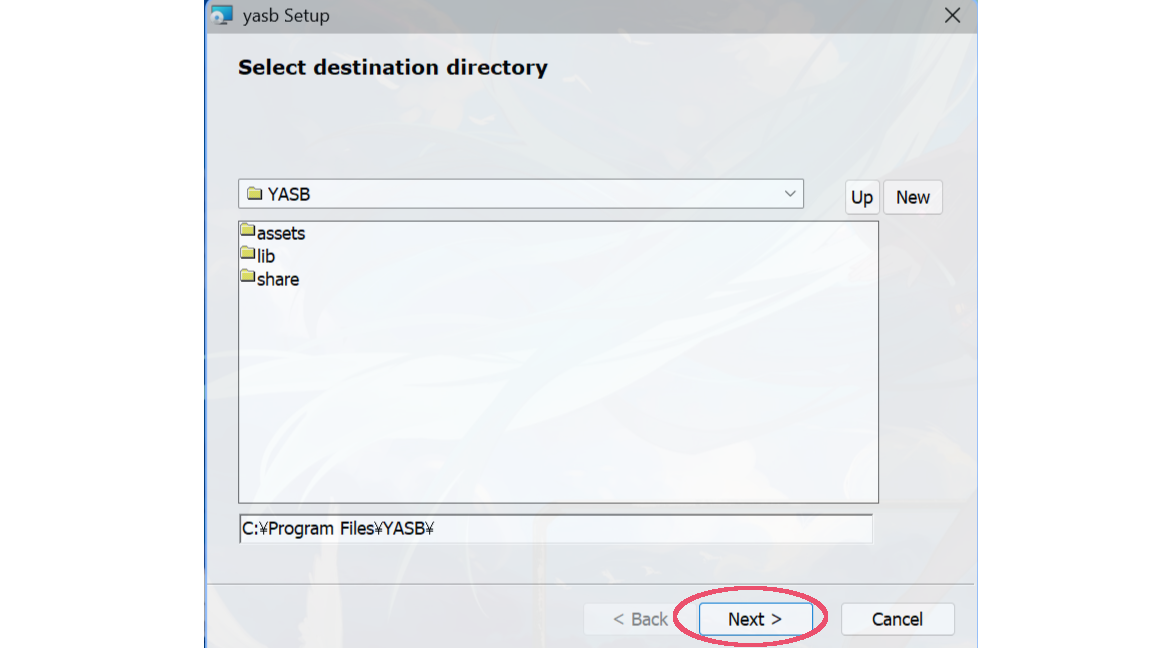 yasb Setup
Select destination directory
YASB
Up
New
assets
lib
share
C:¥Program Files¥YASB¥
< Back
Next >
Cancel